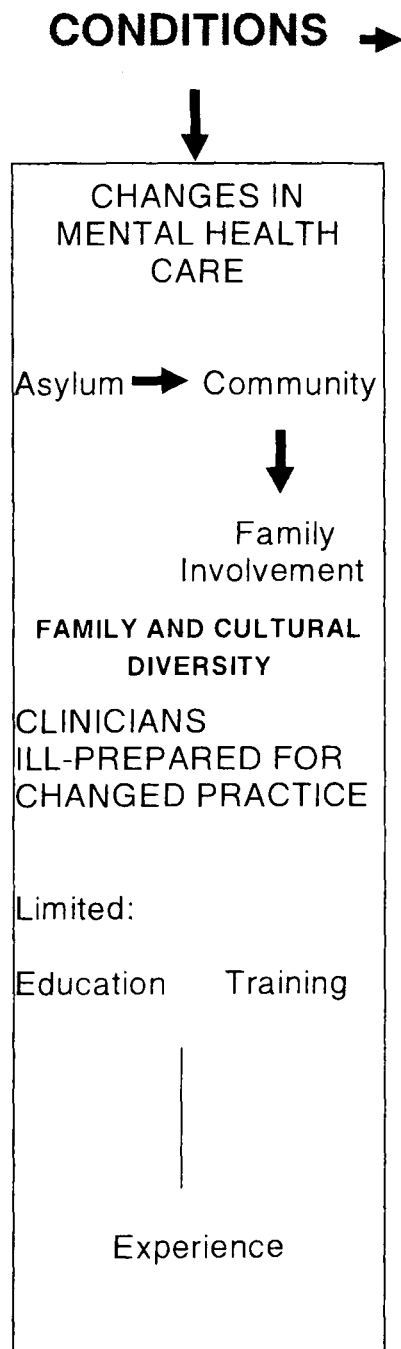 CONDITIONS
CHANGES IN
MENTAL HEALTH
CARE
Asylum Community
Family
Involvement
FAMILY AND CULTURAL
DIVERSITY
CLINICIANS
ILL-PREPARED FOR
CHANGED PRACTICE
Limited:
Education Training
Experience